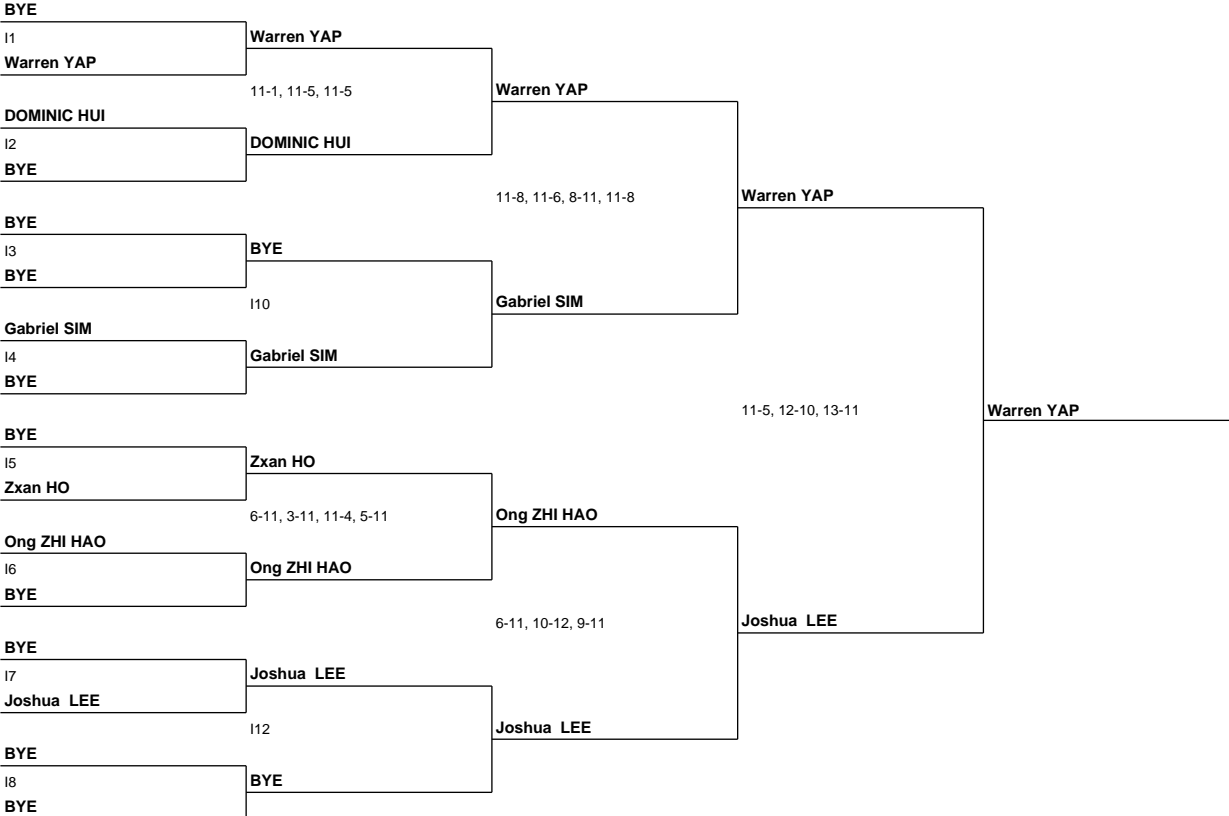 BYE
I1
Warren YAP
DOMINIC HUI
I2
BYE
BYE
I3
BYE
Gabriel SIM
I4
BYE
BYE
I5
Zxan HO
Ong ZHI HAO
I6
BYE
BYE
I7
Joshua LEE
BYE
I8
BYE
Warren YAP
11-1, 11-5, 11-5
DOMINIC HUI
BYE
I10
Gabriel SIM
Zxan HO
6-11, 3-11, 11-4, 5-11
Ong ZHI HAO
Joshua LEE
I12
BYE
Warren YAP
11-8, 11-6, 8-11, 11-8
Gabriel SIM
Ong ZHI HAO
6-11, 10-12, 9-11
Joshua LEE
Warren YAP
11-5, 12-10, 13-11
Joshua LEE
Warren YAP